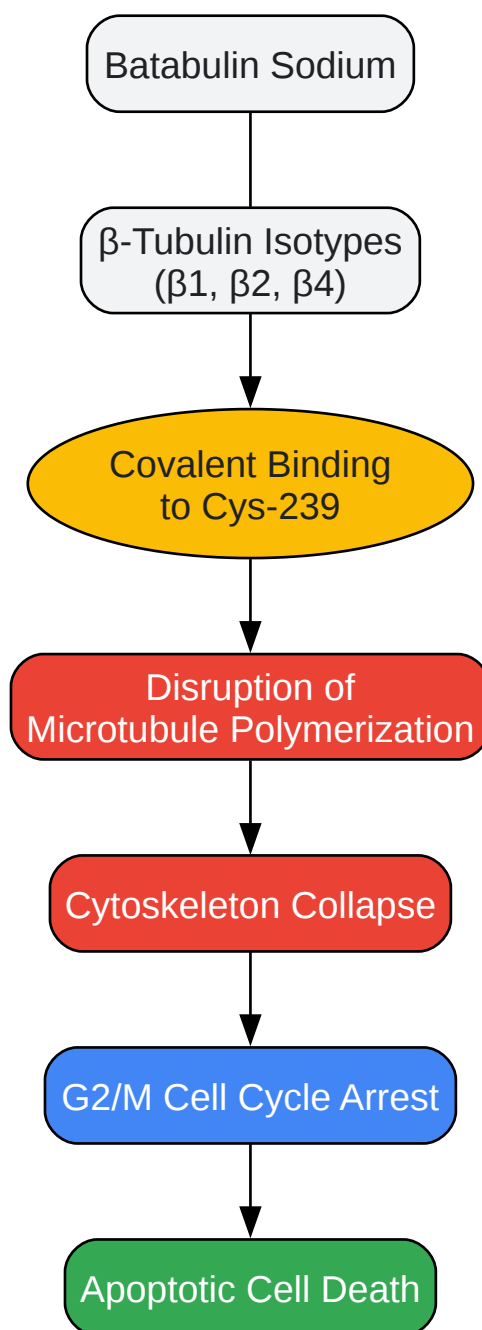 Batabulin Sodium
β-Tubulin Isotypes
(β1, β2, β4)
Covalent Binding
to Cys-239
Disruption of
Microtubule Polymerization
Cytoskeleton Collapse
G2/M Cell Cycle Arrest
Apoptotic Cell Death